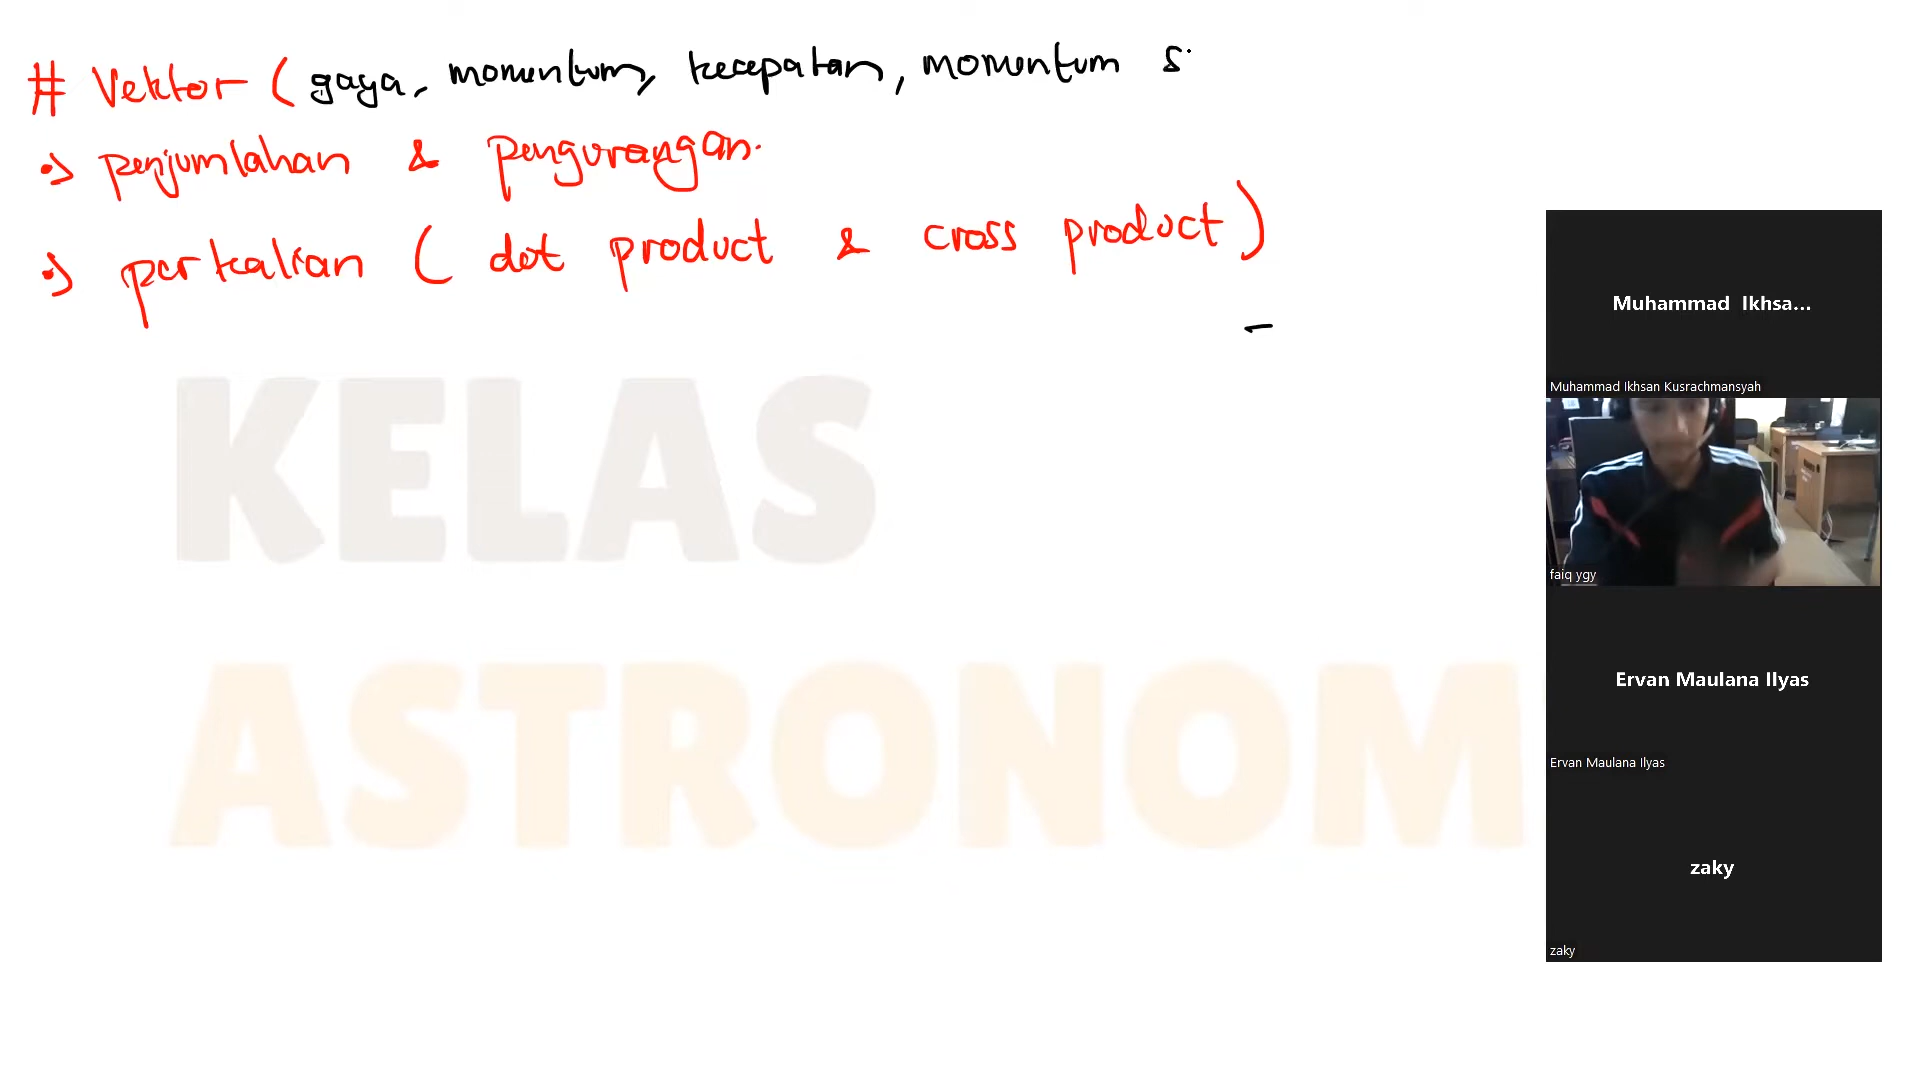 # Vektor ( gaya, momentum, kecepatan, momentum s
→ penjumlahan & pengurangan.
→ perkalian ( dot product & cross product )
KELAS
ASTRONOM
Muhammad Ikhsa...
Muhammad Ikhsan Kusrachmansyah
faiq ygy
Ervan Maulana Ilyas
Ervan Maulana Ilyas
zaky
zaky